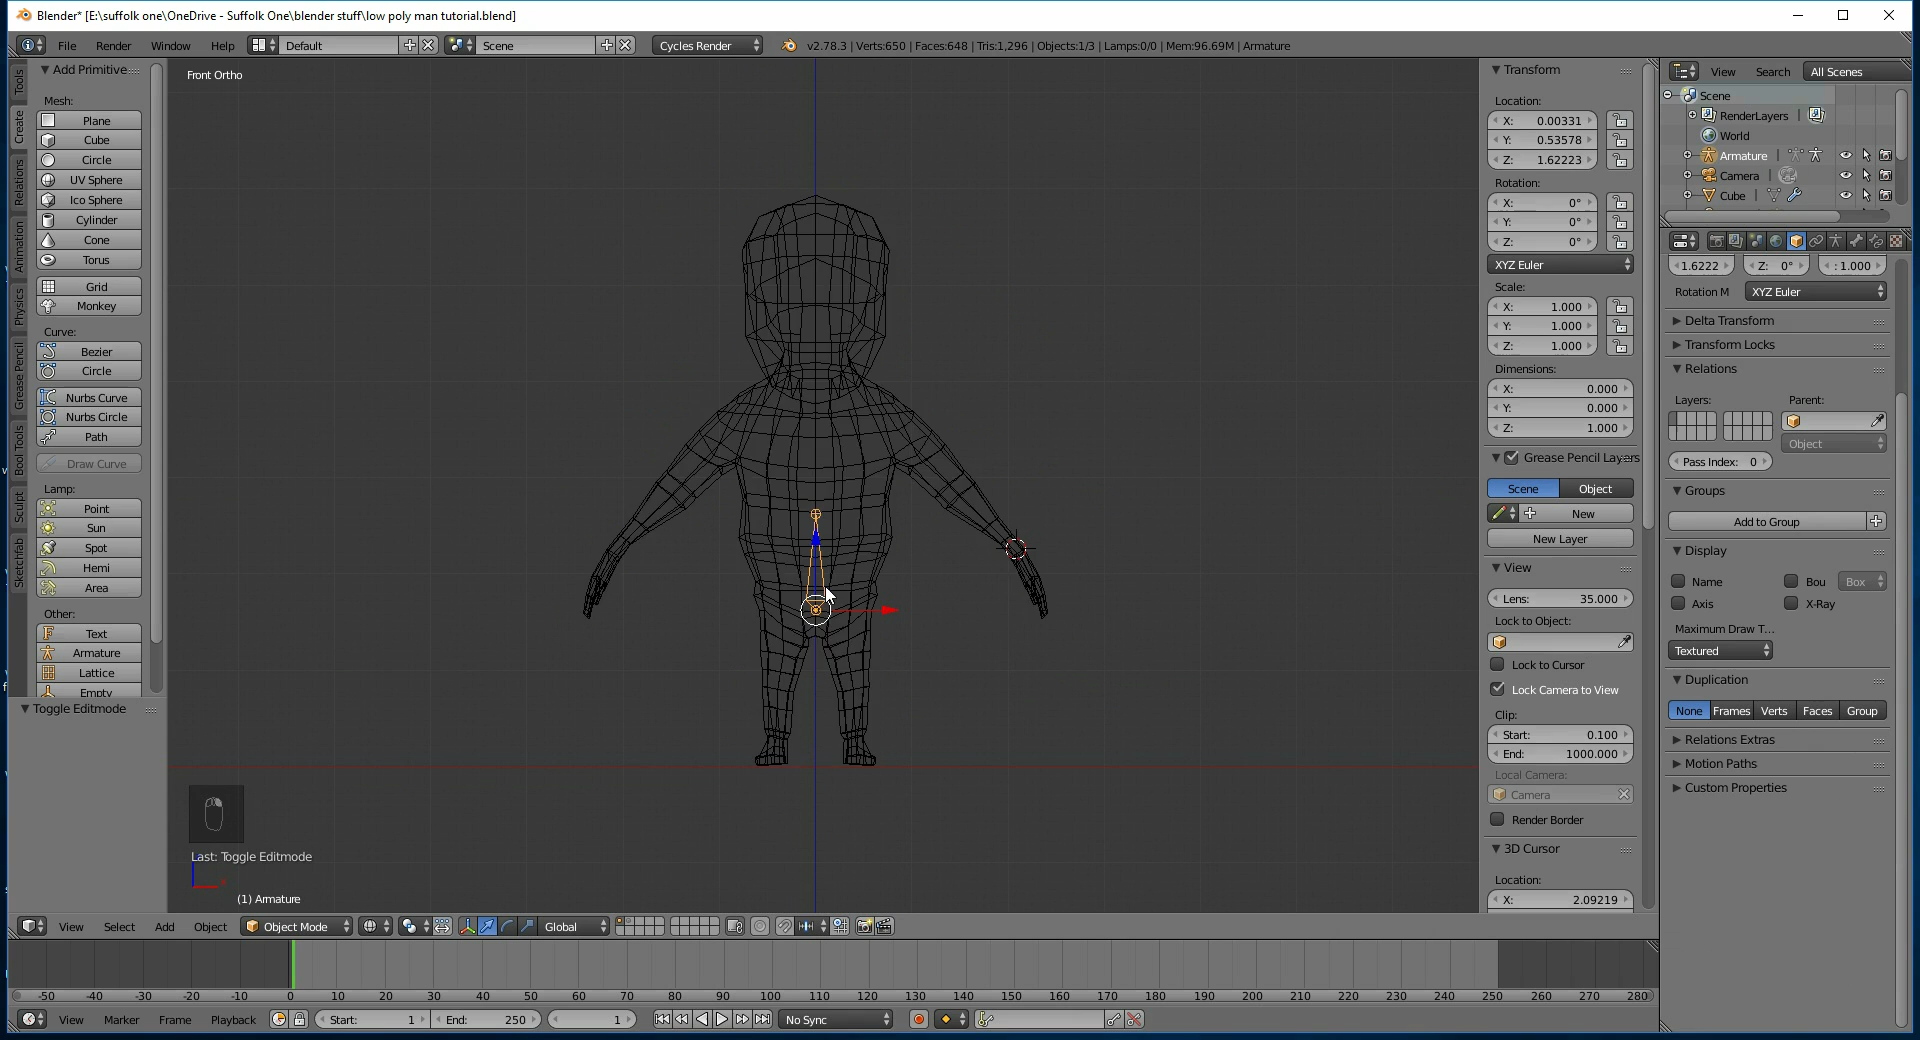 Blender* [E:\suffolk one\OneDrive - Suffolk One\blender stuff\low poly man tutorial.blend]
File Render Window Help Default Scene Cycles Render v2.78.3 | Verts:650 | Faces:648 | Tris:1,296 | Objects:1/3 | Lamps:0/0 | Mem:96.69M | Armature
Tools
Create
Relations
Animation
Physics
Grease Pencil
Bool Tools
Sculpt
Sketchfab
Add Primitive
Mesh:
Plane
Cube
Circle
UV Sphere
Ico Sphere
Cylinder
Cone
Torus
Grid
Monkey
Curve:
Bezier
Circle
Nurbs Curve
Nurbs Circle
Path
Draw Curve
Lamp:
Point
Sun
Spot
Hemi
Area
Other:
Text
Armature
Lattice
Empty
Toggle Editmode
Front Ortho
Last: Toggle Editmode
(1) Armature
Transform
Location:
X: 0.00331
Y: 0.53578
Z: 1.62223
Rotation:
X: 0°
Y: 0°
Z: 0°
XYZ Euler
Scale:
X: 1.000
Y: 1.000
Z: 1.000
Dimensions:
X: 0.000
Y: 0.000
Z: 1.000
Grease Pencil Layers
Scene Object
New
New Layer
View
Lens: 35.000
Lock to Object:
Lock to Cursor
Lock Camera to View
Clip:
Start: 0.100
End: 1000.000
Local Camera:
Camera
Render Border
3D Cursor
Location:
X: 2.09219
View Search All Scenes
Scene
RenderLayers
World
Armature
Camera
Cube
1.6222 Z: 0° : 1.000
Rotation M XYZ Euler
Delta Transform
Transform Locks
Relations
Layers: Parent:
Object
Pass Index: 0
Groups
Add to Group
Display
Name Bou Box
Axis X-Ray
Maximum Draw T...
Textured
Duplication
None Frames Verts Faces Group
Relations Extras
Motion Paths
Custom Properties
View Select Add Object Object Mode Global
-50 -40 -30 -20 -10 0 10 20 30 40 50 60 70 80 90 100 110 120 130 140 150 160 170 180 190 200 210 220 230 240 250 260 270 280
View Marker Frame Playback Start: 1 End: 250 1 No Sync